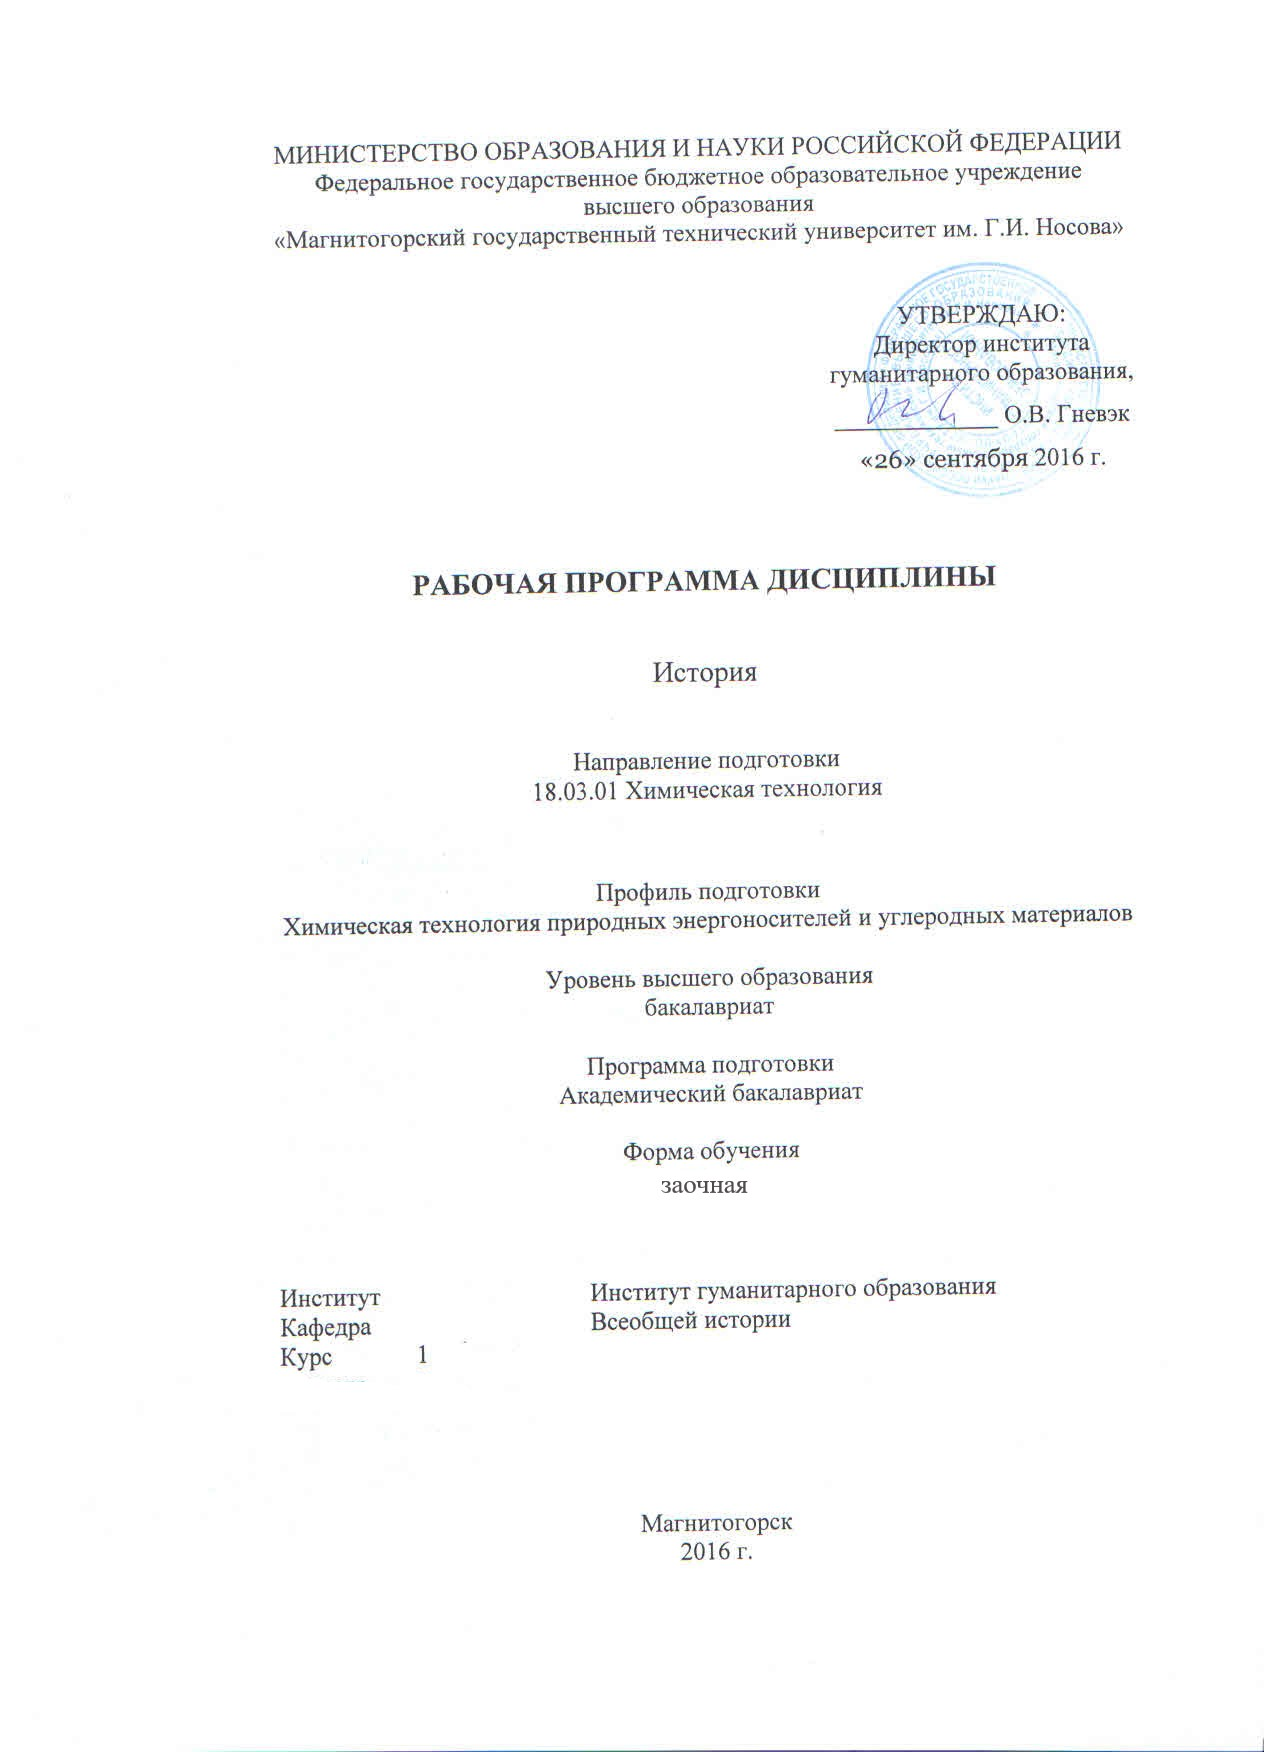 МИНИСТЕРСТВО ОБРАЗОВАНИЯ И НАУКИ РОССИЙСКОЙ ФЕДЕРАЦИИ
Федеральное государственное бюджетное образовательное учреждение
высшего образования
«Магнитогорский государственный технический университет им. Г.И. Носова»
УТВЕРЖДАЮ:
Директор института
гуманитарного образования,
О.В. Гневэк
«26» сентября 2016 г.
РАБОЧАЯ ПРОГРАММА ДИСЦИПЛИНЫ
История
Направление подготовки
18.03.01 Химическая технология
Профиль подготовки
Химическая технология природных энергоносителей и углеродных материалов
Уровень высшего образования
бакалавриат
Программа подготовки
Академический бакалавриат
Форма обучения
заочная
Институт Институт гуманитарного образования
Кафедра Всеобщей истории
Курс 1
Магнитогорск
2016 г.